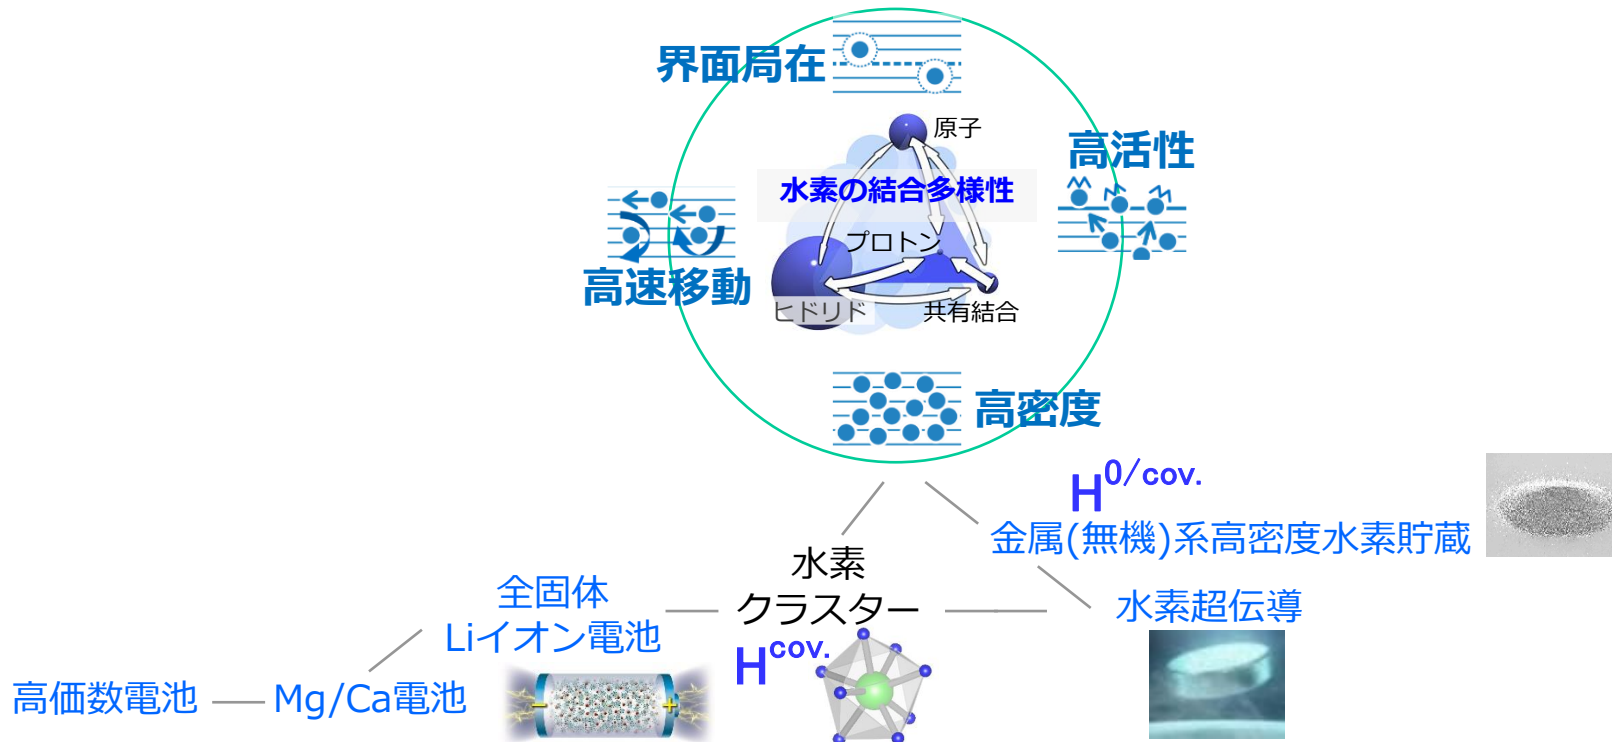 界面局在
原子
高活性
水素の結合多様性
プロトン
高速移動
ヒドリド
共有結合
高密度
H0/cov.
金属(無機)系高密度水素貯蔵
水素
クラスター
Hcov.
全固体
Liイオン電池
水素超伝導
高価数電池
Mg/Ca電池
− +